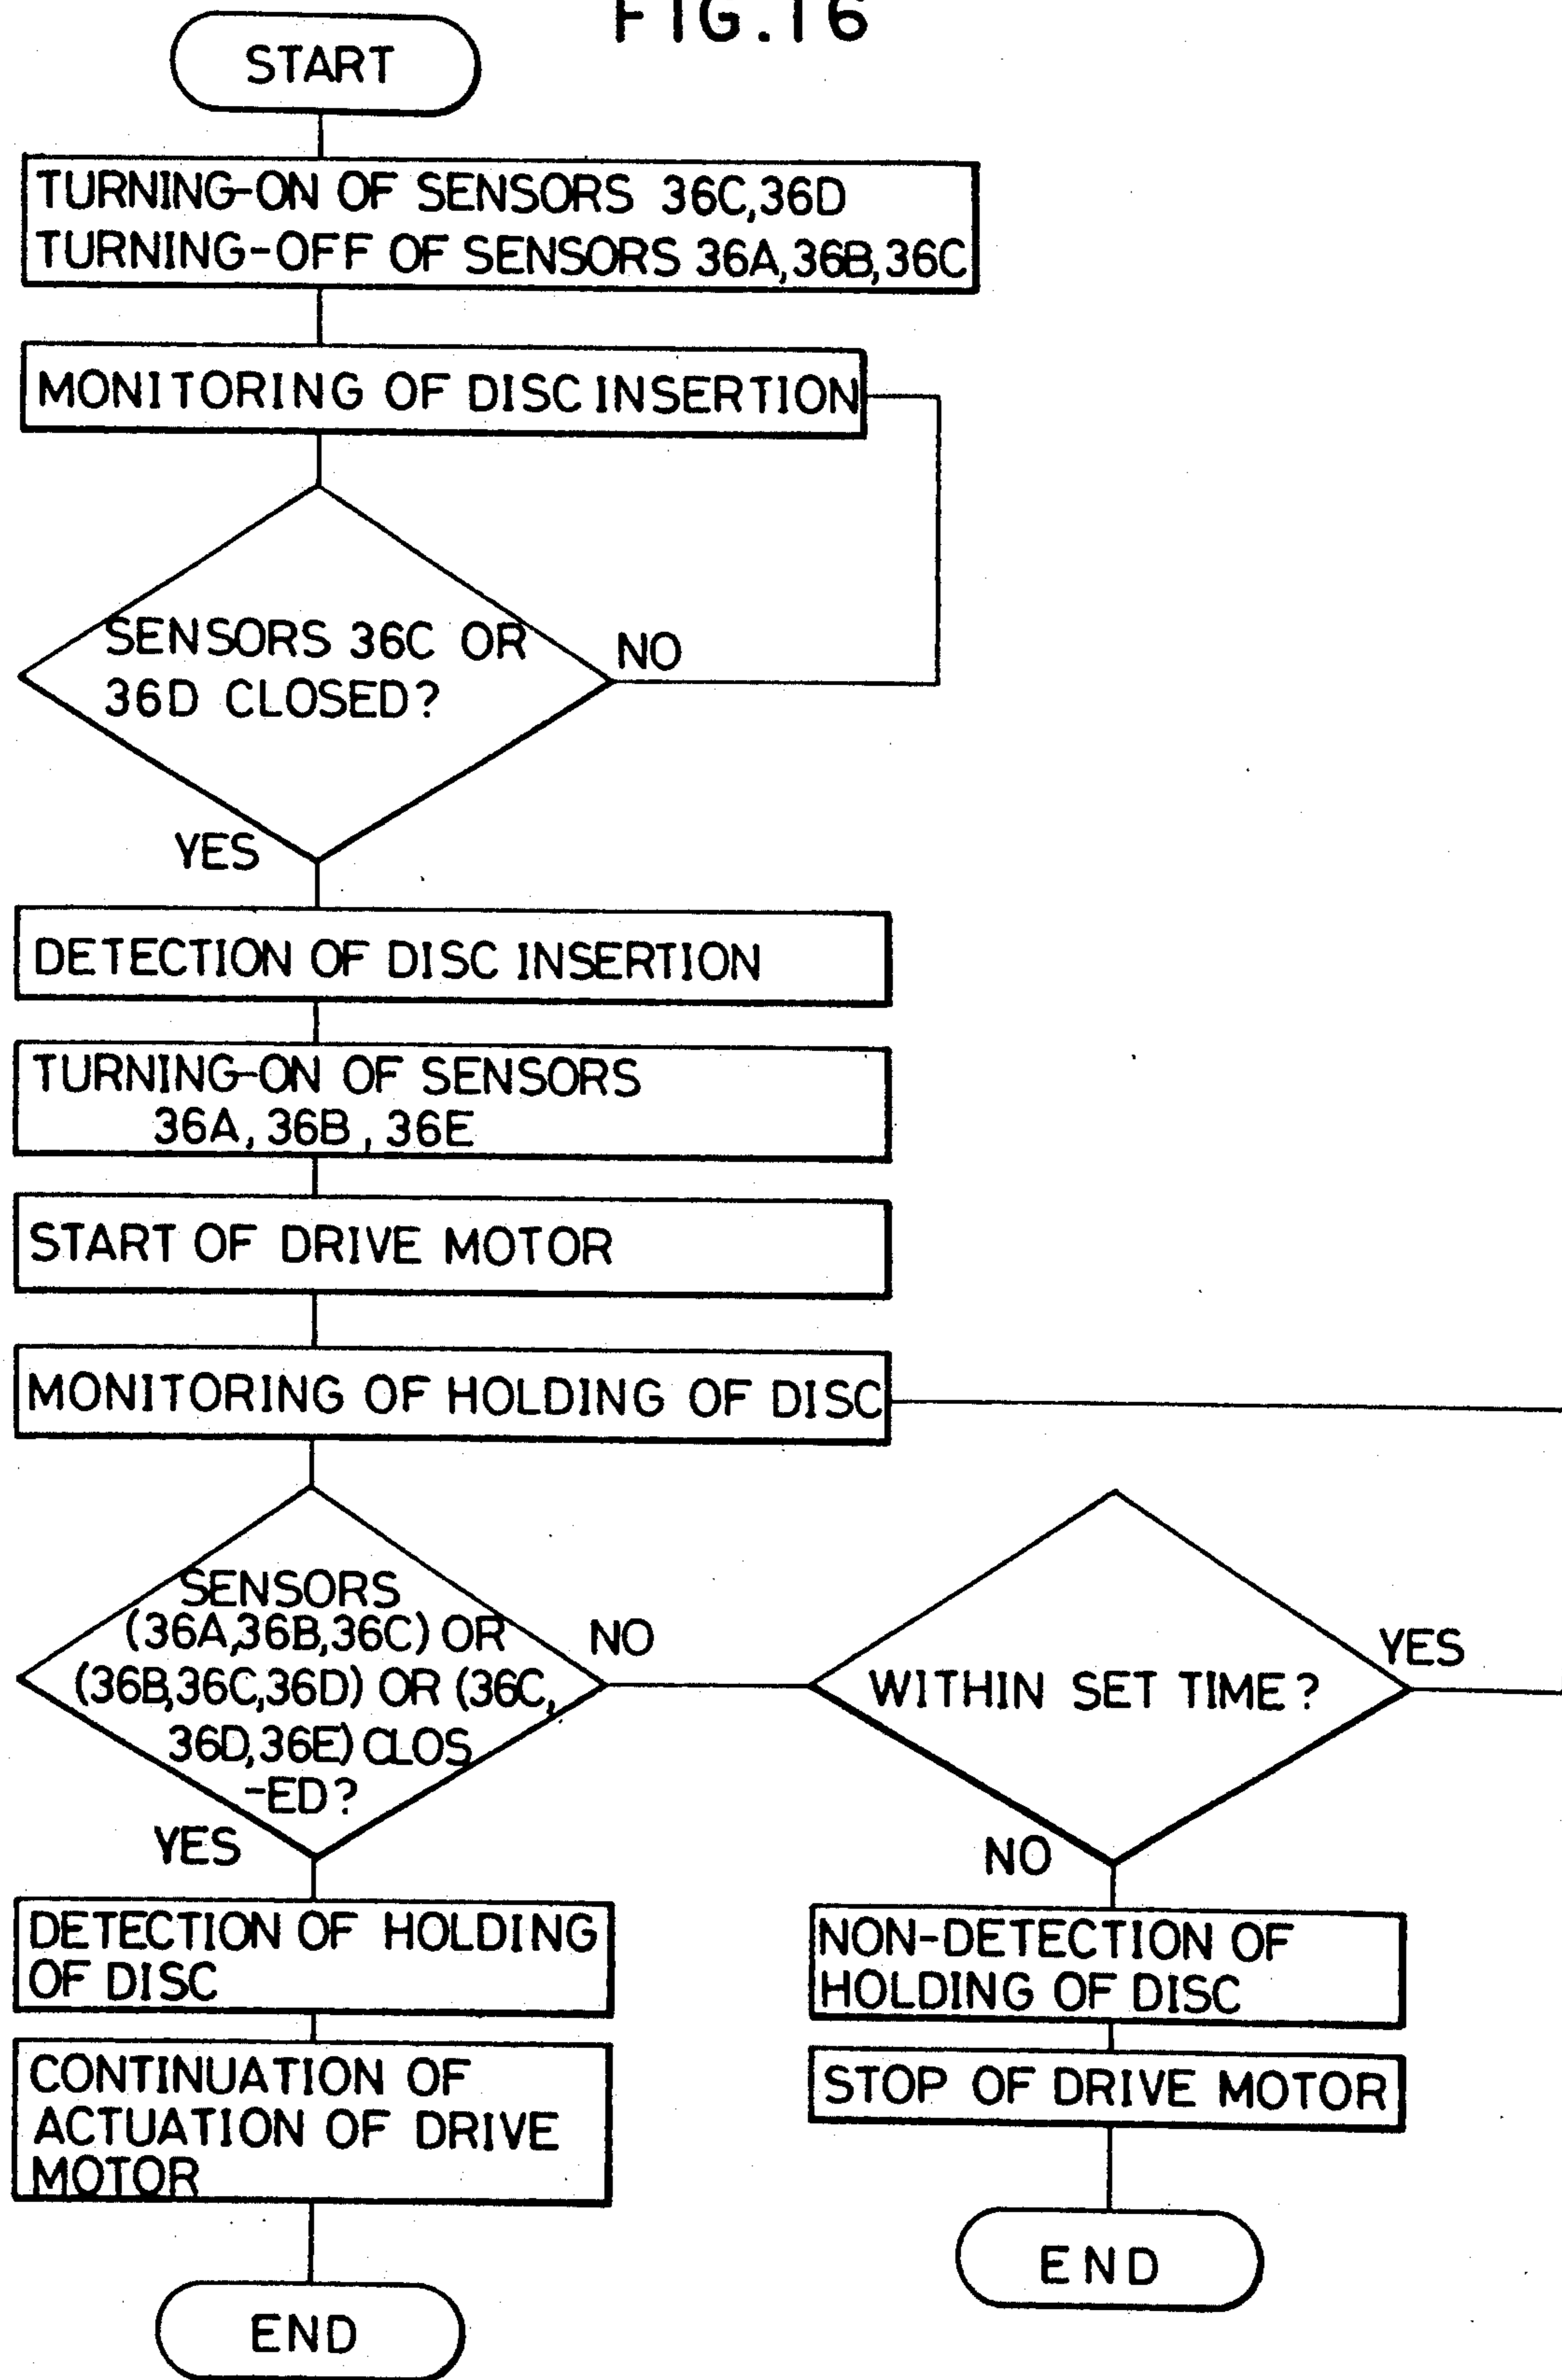 FIG.16
START
TURNING-ON OF SENSORS 36C,36D
TURNING-OFF OF SENSORS 36A,36B,36C
MONITORING OF DISC INSERTION
SENSORS 36C OR
36D CLOSED?
NO
YES
DETECTION OF DISC INSERTION
TURNING-ON OF SENSORS
36A, 36B, 36E
START OF DRIVE MOTOR
MONITORING OF HOLDING OF DISC
SENSORS
(36A,36B,36C) OR
(36B,36C,36D) OR (36C,
36D,36E) CLOS
-ED?
NO
YES
WITHIN SET TIME?
YES
NO
DETECTION OF HOLDING
OF DISC
CONTINUATION OF
ACTUATION OF DRIVE
MOTOR
END
NON-DETECTION OF
HOLDING OF DISC
STOP OF DRIVE MOTOR
END